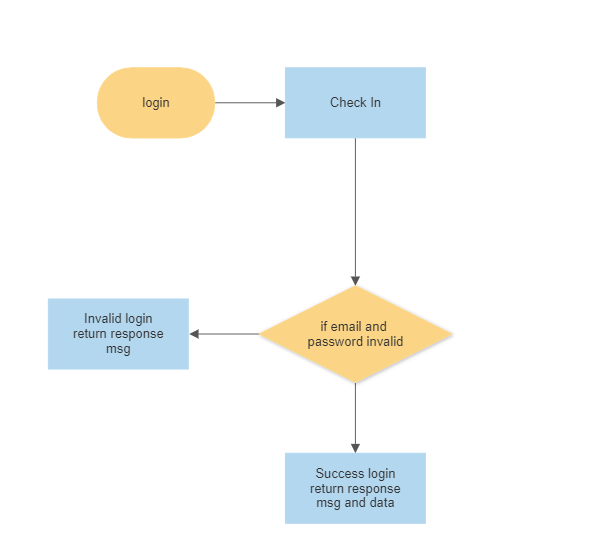 login
Check In
if email and
password invalid
Invalid login
return response
msg
Success login
return response
msg and data